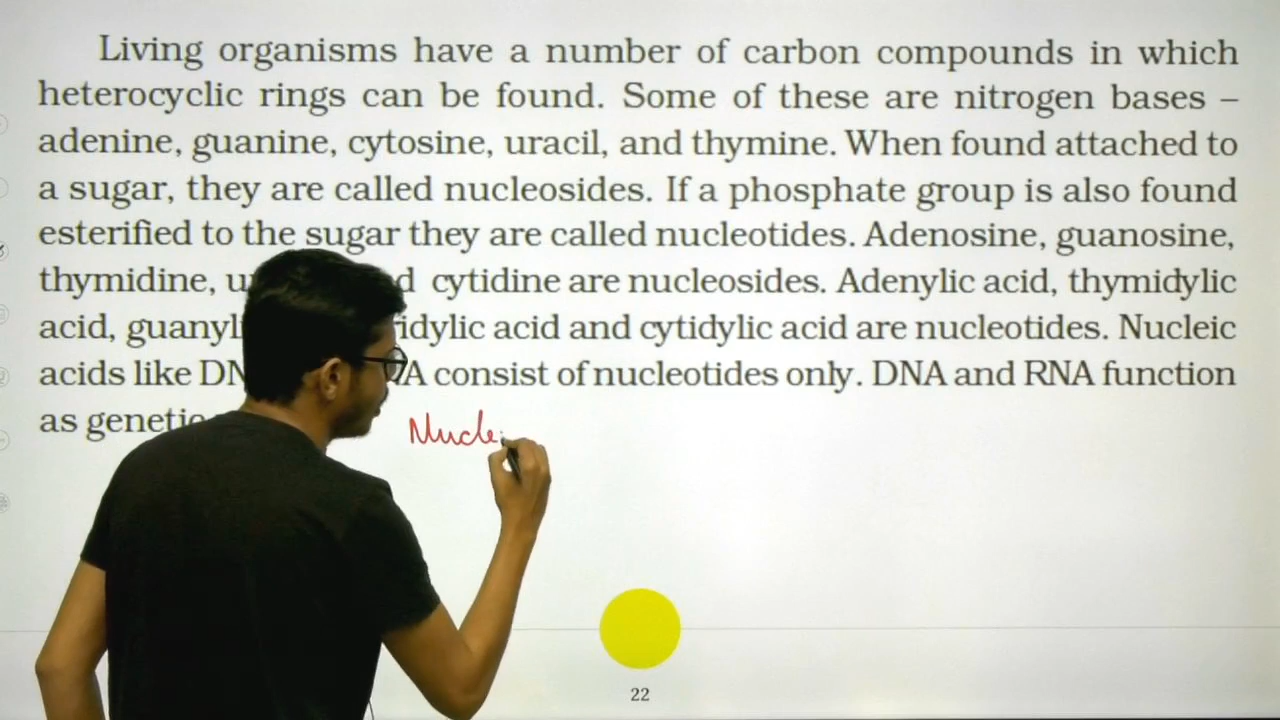 Living organisms have a number of carbon compounds in which
heterocyclic rings can be found. Some of these are nitrogen bases –
adenine, guanine, cytosine, uracil, and thymine. When found attached to
a sugar, they are called nucleosides. If a phosphate group is also found
esterified to the sugar they are called nucleotides. Adenosine, guanosine,
thymidine, cytidine are nucleosides. Adenylic acid, thymidylic
acid, acid and cytidylic acid are nucleotides. Nucleic
acids like consist of nucleotides only. DNA and RNA function
as
Nucle
22